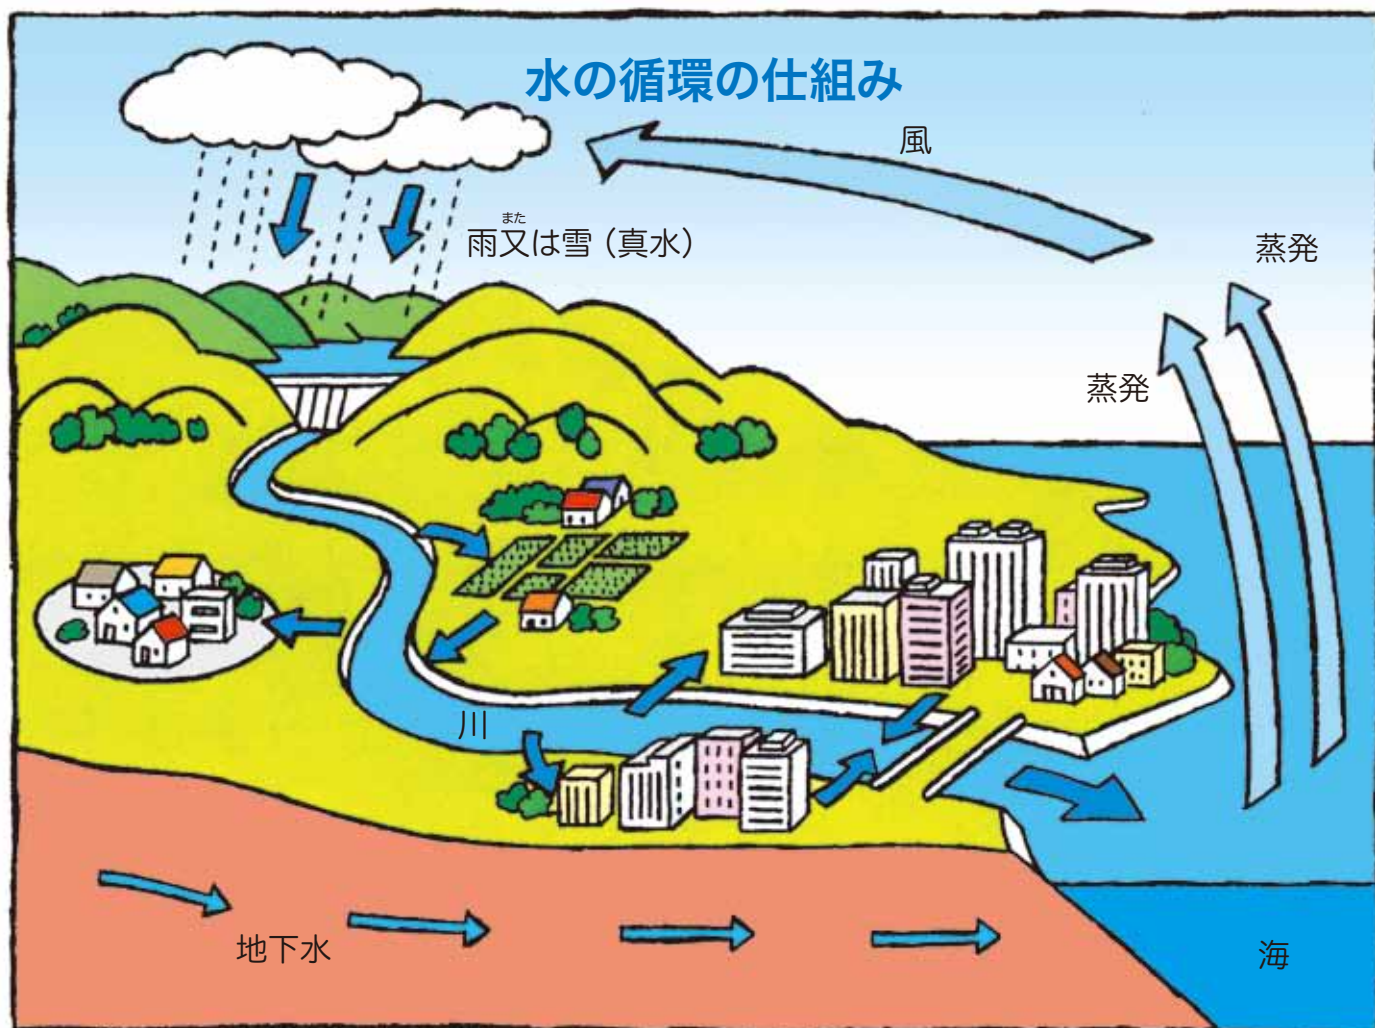 水の循環の仕組み
風
また
雨又は雪（真水）
蒸発
蒸発
川
地下水
海